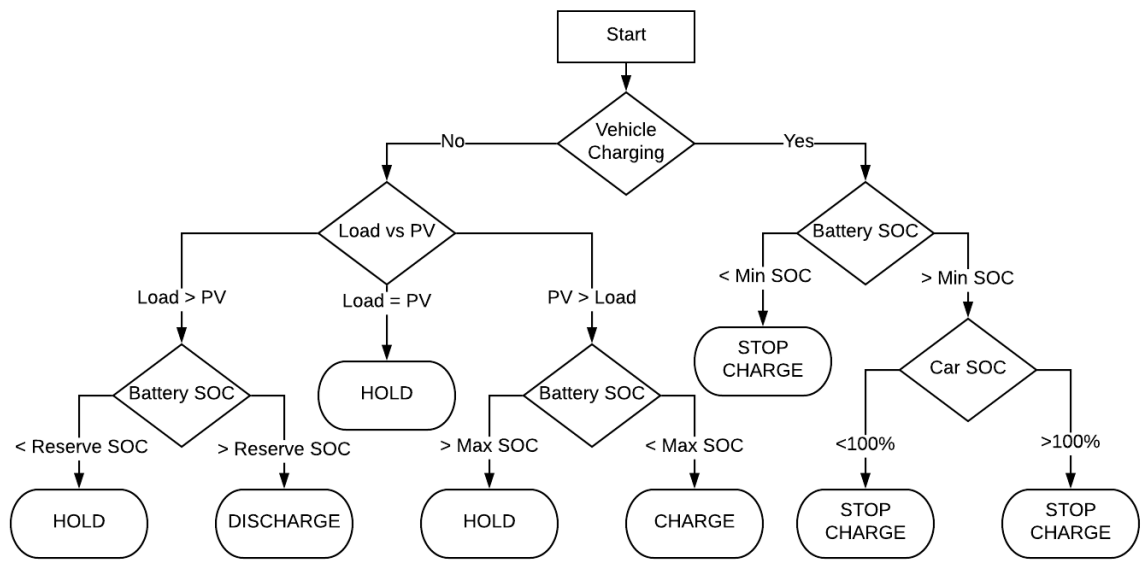 Start
Vehicle
Charging
No
Yes
Load vs PV
Battery SOC
< Min SOC
> Min SOC
Load > PV
Load = PV
PV > Load
STOP
CHARGE
Car SOC
Battery SOC
HOLD
Battery SOC
< Reserve SOC
> Reserve SOC
> Max SOC
< Max SOC
<100%
>100%
HOLD
DISCHARGE
HOLD
CHARGE
STOP
CHARGE
STOP
CHARGE